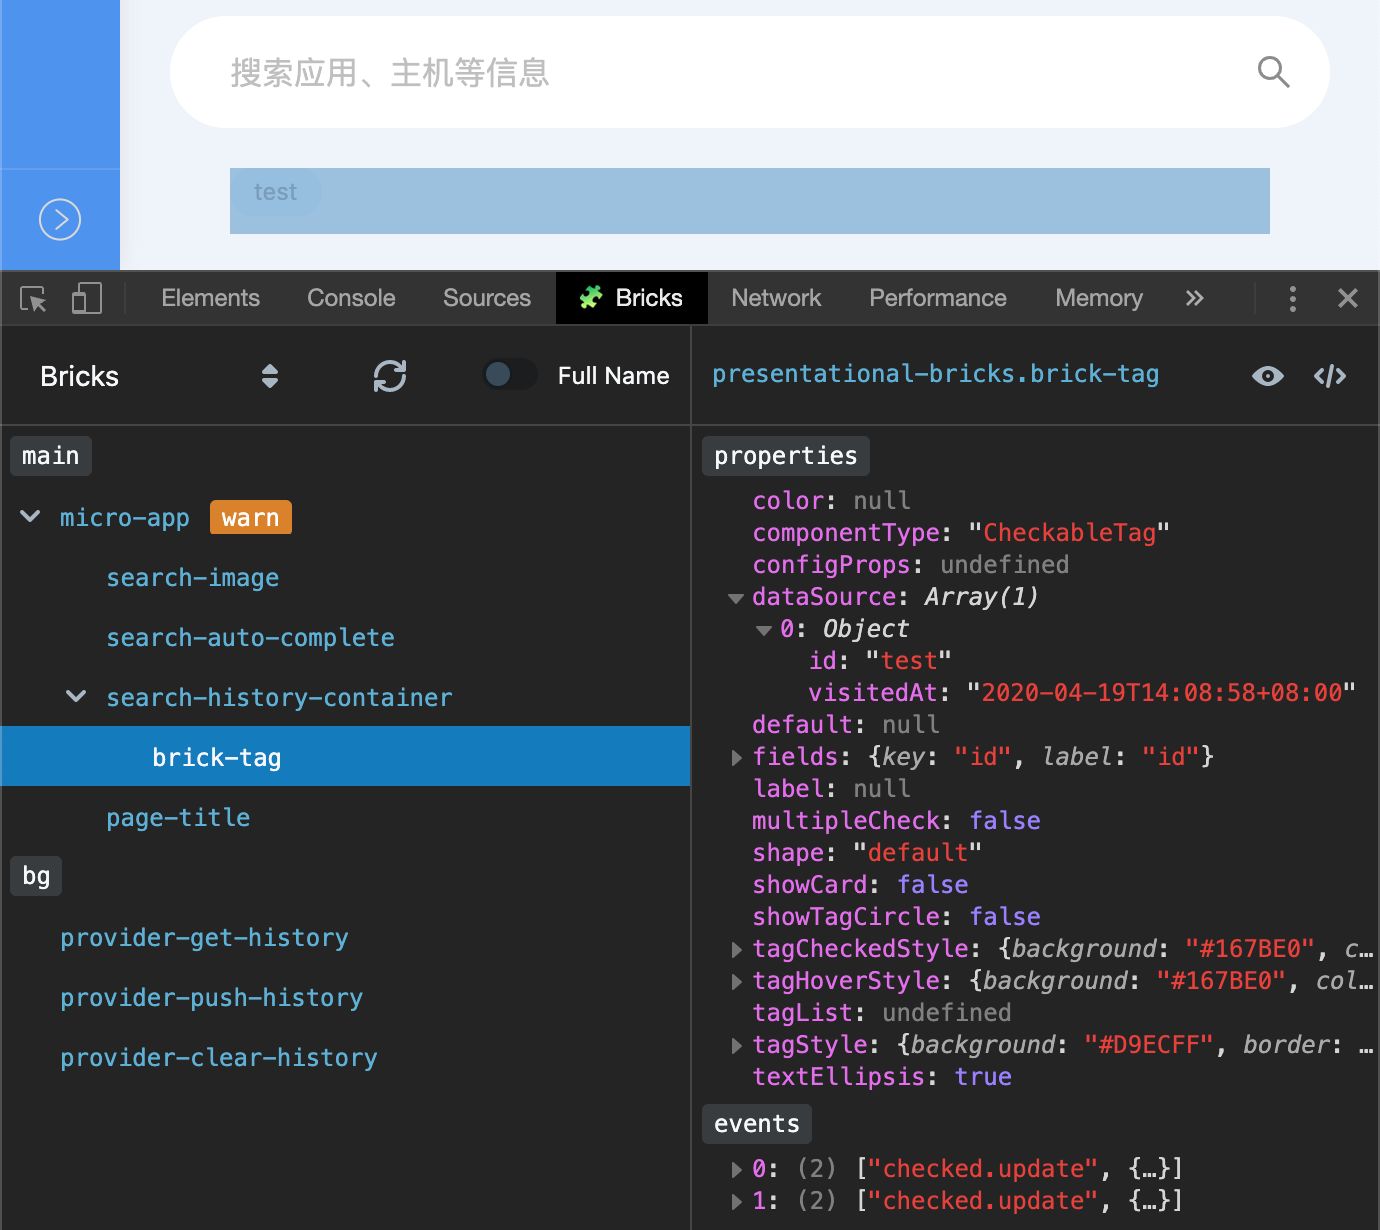 搜索应用、主机等信息
test
Elements Console Sources Bricks Network Performance Memory »
Bricks Full Name
presentational-bricks.brick-tag
main
micro-app warn
search-image
search-auto-complete
search-history-container
brick-tag
page-title
bg
provider-get-history
provider-push-history
provider-clear-history
properties
color: null
componentType: "CheckableTag"
configProps: undefined
dataSource: Array(1)
0: Object
id: "test"
visitedAt: "2020-04-19T14:08:58+08:00"
default: null
fields: {key: "id", label: "id"}
label: null
multipleCheck: false
shape: "default"
showCard: false
showTagCircle: false
tagCheckedStyle: {background: "#167BE0", c…
tagHoverStyle: {background: "#167BE0", col…
tagList: undefined
tagStyle: {background: "#D9ECFF", border: …
textEllipsis: true
events
0: (2) ["checked.update", {…}]
1: (2) ["checked.update", {…}]